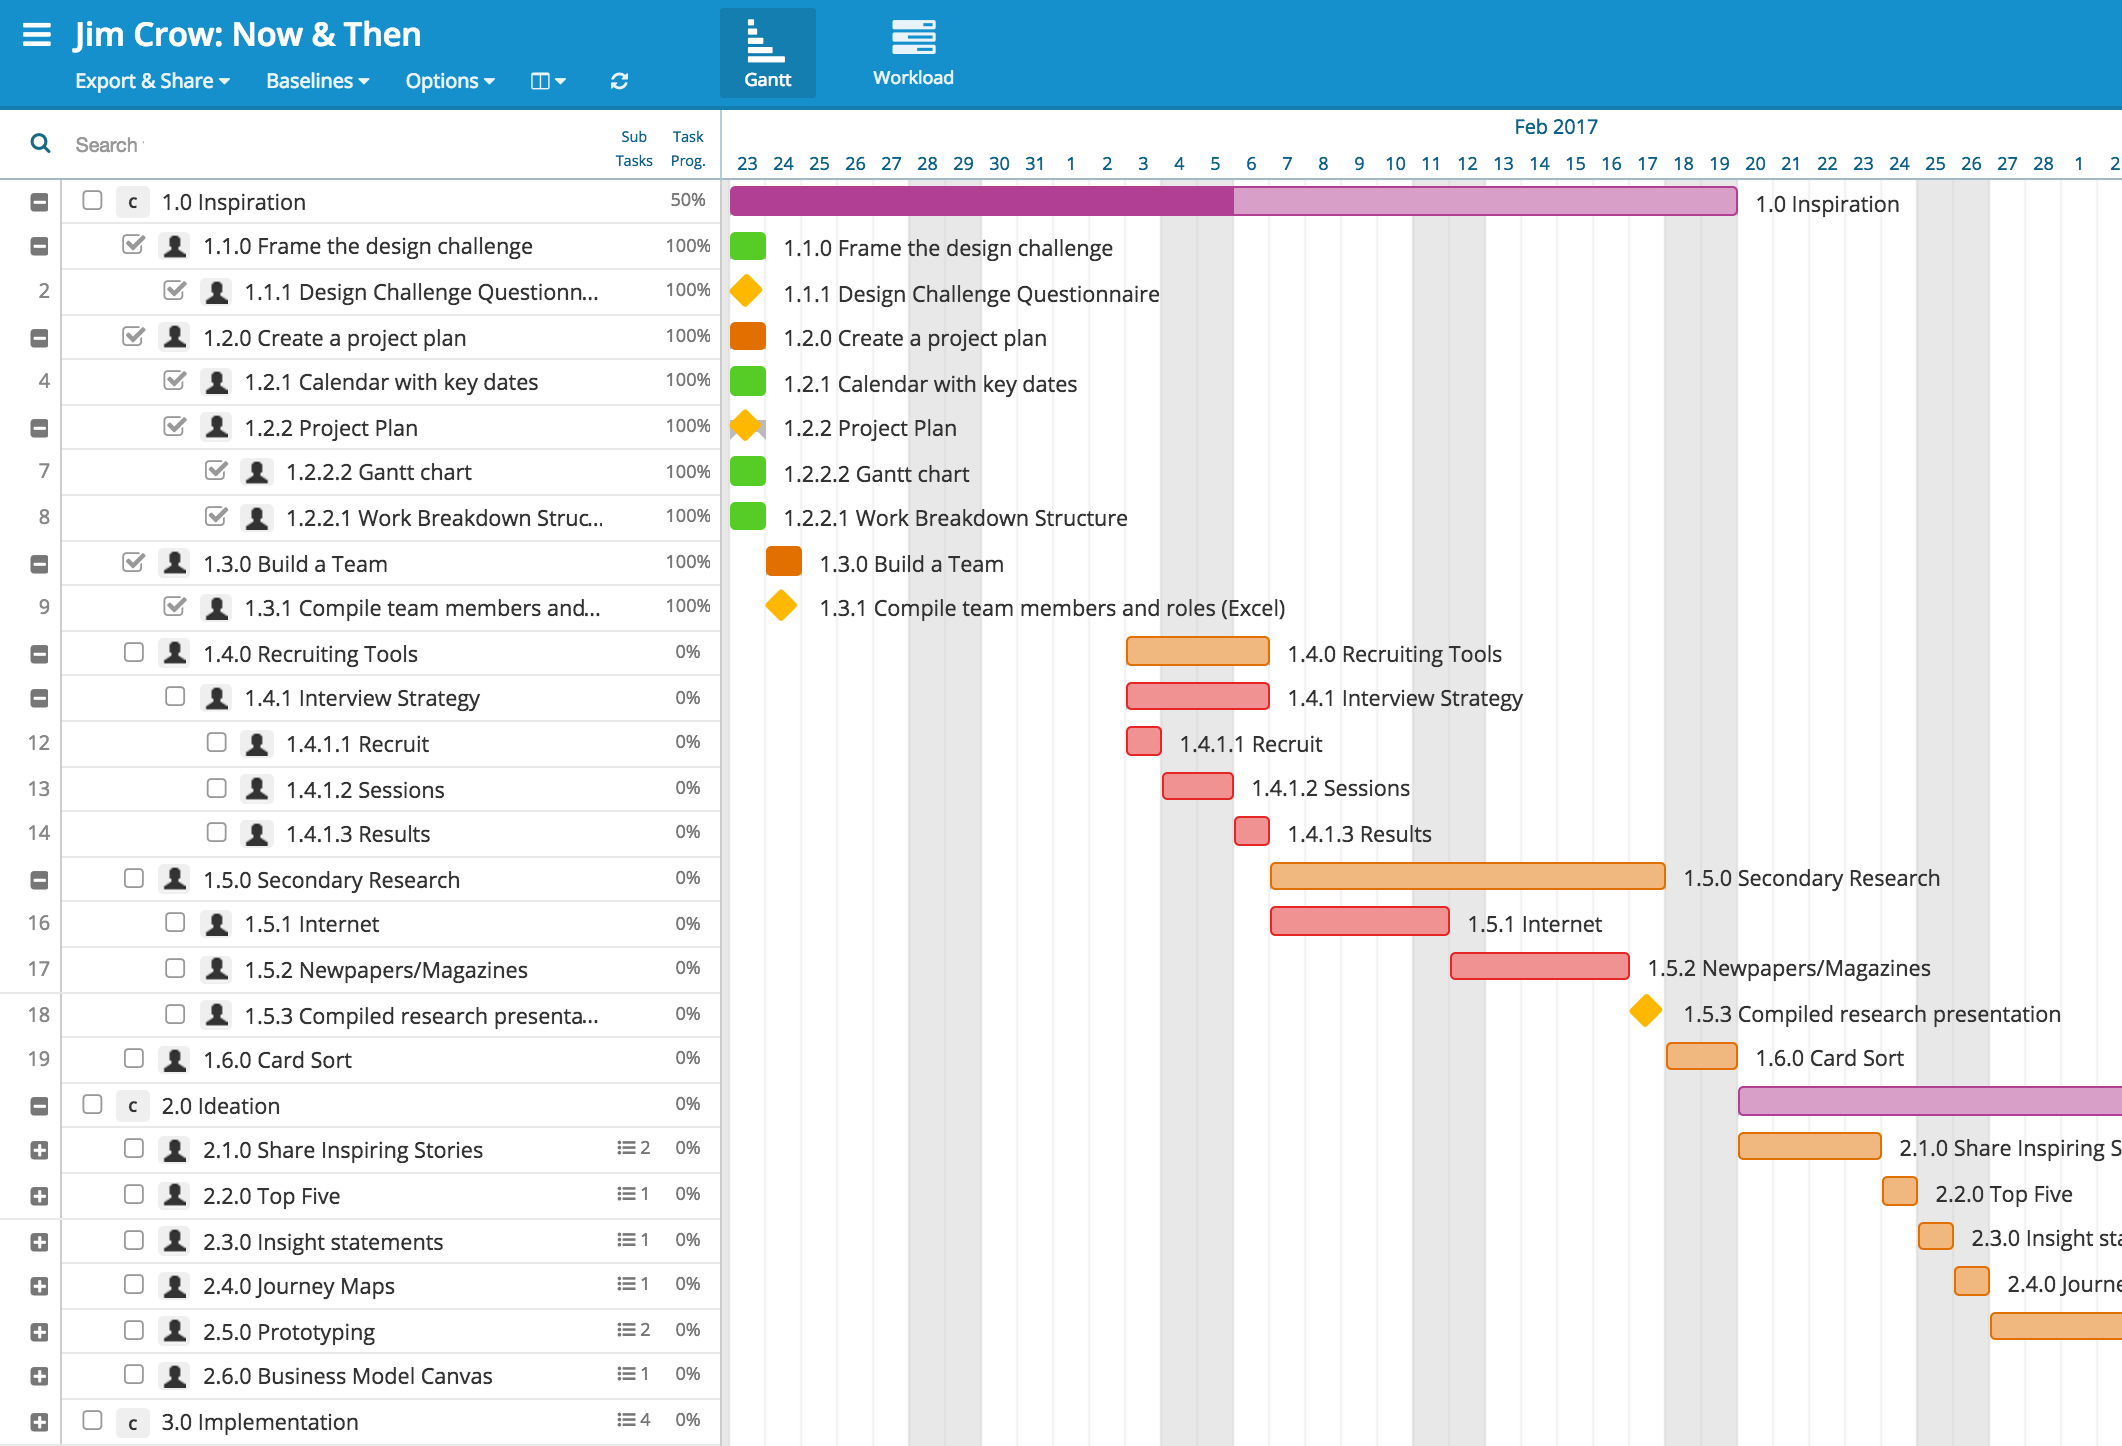 Jim Crow: Now & Then
Export & Share Baselines Options
Gantt Workload
Search
Sub Tasks Task Prog.
Feb 2017
23 24 25 26 27 28 29 30 31 1 2 3 4 5 6 7 8 9 10 11 12 13 14 15 16 17 18 19 20 21 22 23 24 25 26 27 28 1 2
c 1.0 Inspiration 50% 1.0 Inspiration
1.1.0 Frame the design challenge 100% 1.1.0 Frame the design challenge
2 1.1.1 Design Challenge Questionn... 100% 1.1.1 Design Challenge Questionnaire
1.2.0 Create a project plan 100% 1.2.0 Create a project plan
4 1.2.1 Calendar with key dates 100% 1.2.1 Calendar with key dates
1.2.2 Project Plan 100% 1.2.2 Project Plan
7 1.2.2.2 Gantt chart 100% 1.2.2.2 Gantt chart
8 1.2.2.1 Work Breakdown Struc... 100% 1.2.2.1 Work Breakdown Structure
1.3.0 Build a Team 100% 1.3.0 Build a Team
9 1.3.1 Compile team members and... 100% 1.3.1 Compile team members and roles (Excel)
1.4.0 Recruiting Tools 0% 1.4.0 Recruiting Tools
1.4.1 Interview Strategy 0% 1.4.1 Interview Strategy
12 1.4.1.1 Recruit 0% 1.4.1.1 Recruit
13 1.4.1.2 Sessions 0% 1.4.1.2 Sessions
14 1.4.1.3 Results 0% 1.4.1.3 Results
1.5.0 Secondary Research 0% 1.5.0 Secondary Research
16 1.5.1 Internet 0% 1.5.1 Internet
17 1.5.2 Newpapers/Magazines 0% 1.5.2 Newpapers/Magazines
18 1.5.3 Compiled research presenta... 0% 1.5.3 Compiled research presentation
19 1.6.0 Card Sort 0% 1.6.0 Card Sort
c 2.0 Ideation 0%
2.1.0 Share Inspiring Stories 2 0% 2.1.0 Share Inspiring S
2.2.0 Top Five 1 0% 2.2.0 Top Five
2.3.0 Insight statements 1 0% 2.3.0 Insight sta
2.4.0 Journey Maps 1 0% 2.4.0 Journe
2.5.0 Prototyping 2 0%
2.6.0 Business Model Canvas 1 0%
c 3.0 Implementation 4 0%